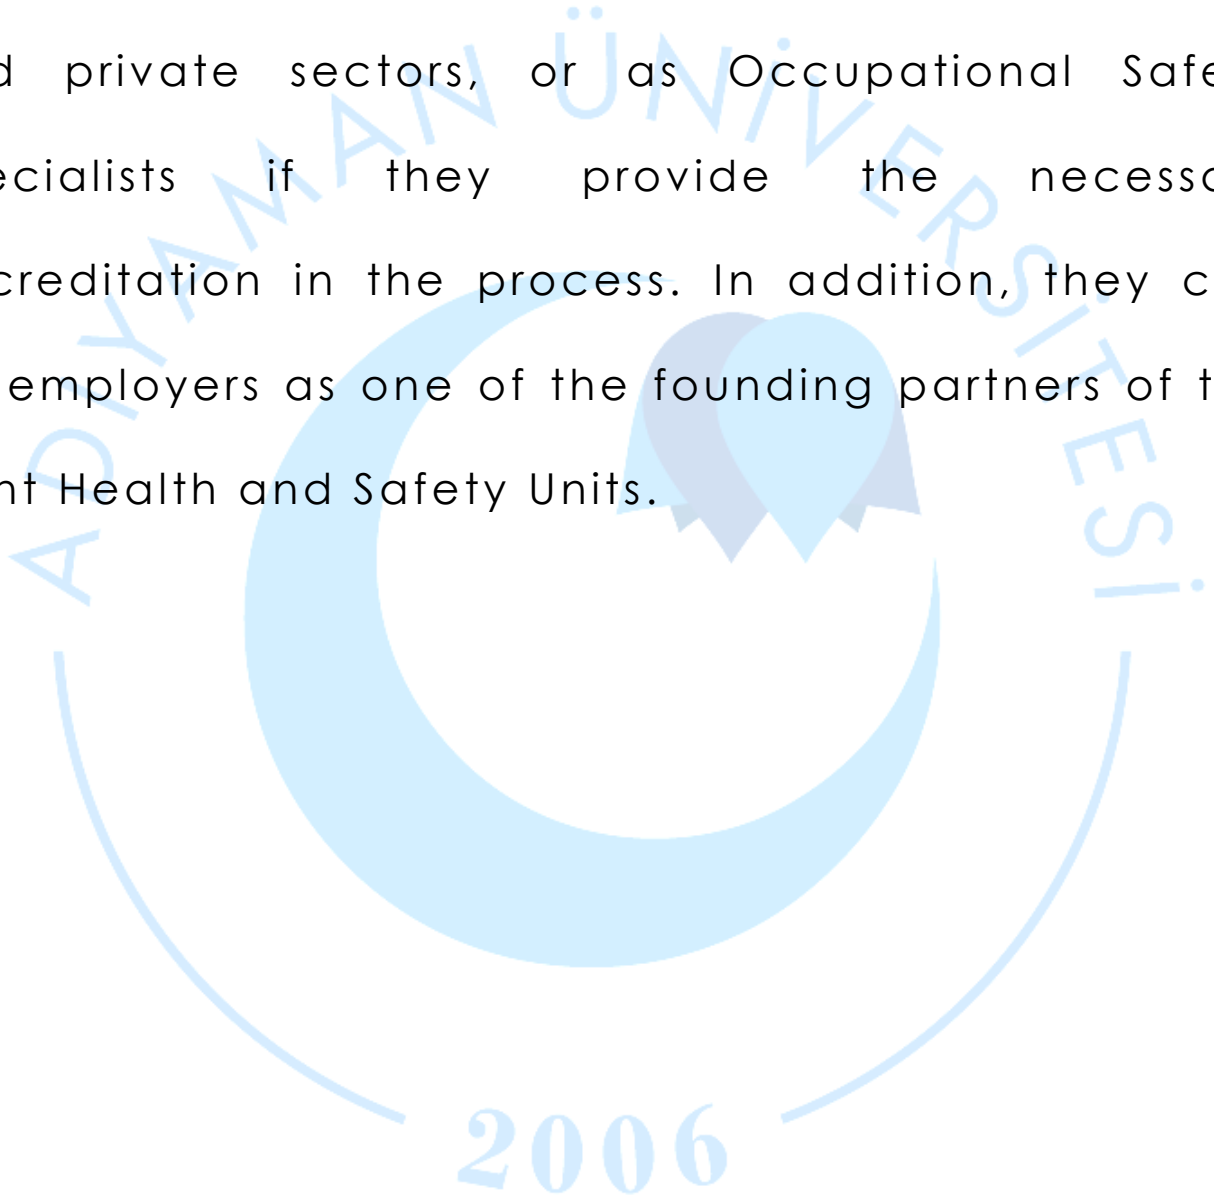 d private sectors, or as Occupational Safe
ecialists if they provide the necessa
creditation in the process. In addition, they c
employers as one of the founding partners of t
nt Health and Safety Units.
ADIYAMAN ÜNİVERSİTESİ
2006